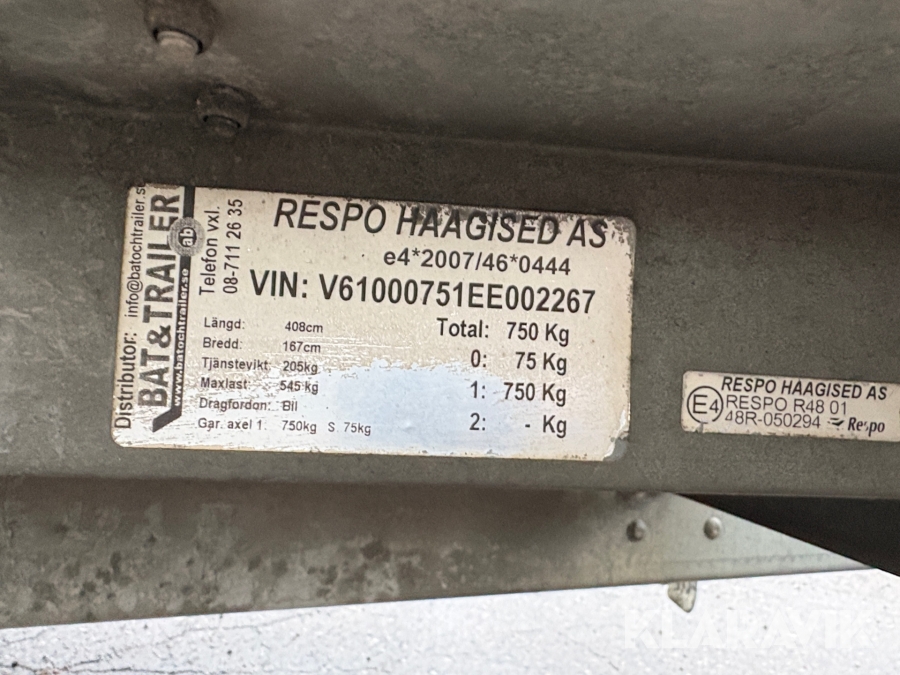 RESPO HAAGISED AS
e4*2007/46*0444
VIN: V61000751EE002267
Längd: 408cm
Bredd: 167cm
Tjänstevikt: 205kg
Maxlast: 545 kg
Dragfordon: Bil
Gar. axel 1: 750kg S. 75kg
Total: 750 Kg
0: 75 Kg
1: 750 Kg
2: - Kg
Distributor: info@batochtrailer.se
BAT&TRAILER
ab
www.batochtrailer.se
Telefon vxl.
08-711 26 35
RESPO HAAGISED AS
E4
RESPO R48 01
48R-050294 Respo
KLARAVIK